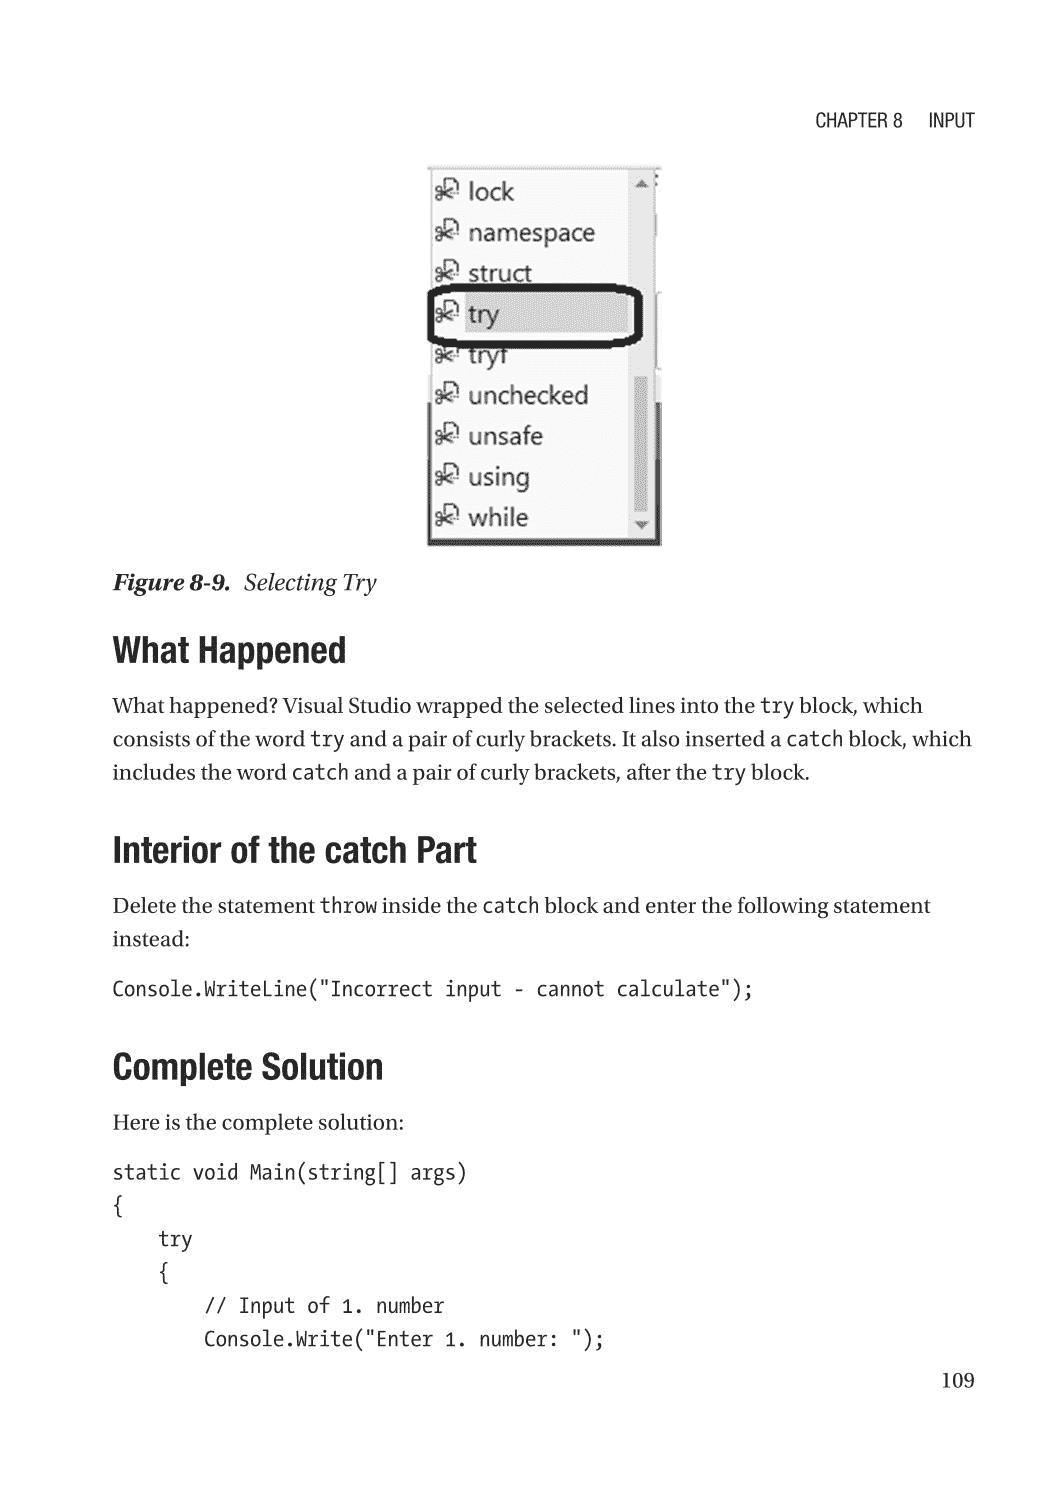 CHAPTER 8 INPUT
lock
namespace
struct
try
tryf
unchecked
unsafe
using
while
Figure 8-9. Selecting Try
What Happened
What happened? Visual Studio wrapped the selected lines into the try block, which
consists of the word try and a pair of curly brackets. It also inserted a catch block, which
includes the word catch and a pair of curly brackets, after the try block.
Interior of the catch Part
Delete the statement throw inside the catch block and enter the following statement
instead:
Console.WriteLine("Incorrect input - cannot calculate");
Complete Solution
Here is the complete solution:
static void Main(string[] args)
{
    try
    {
        // Input of 1. number
        Console.Write("Enter 1. number: ");
109